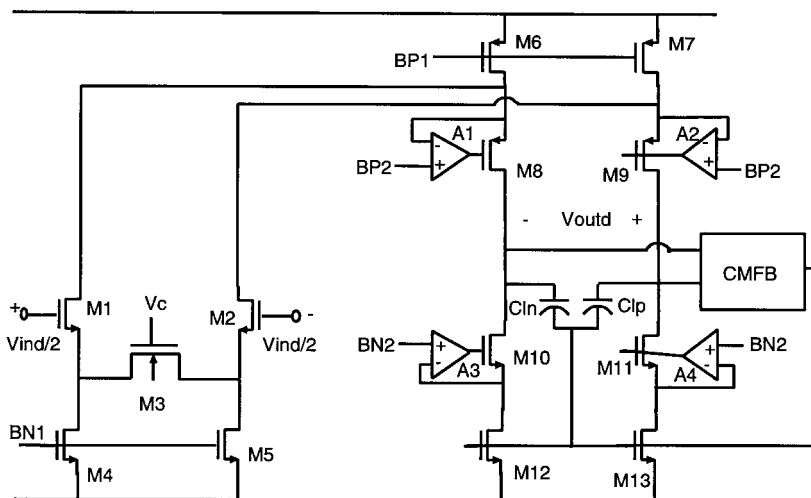 M6
M7
BP1
A1
A2
BP2
M8
M9
BP2
- Voutd +
CMFB
M1
Vc
M2
Cln
Clp
+
-
Vind/2
Vind/2
BN2
BN2
M3
M10
M11
A3
A4
BN1
M4
M5
M12
M13